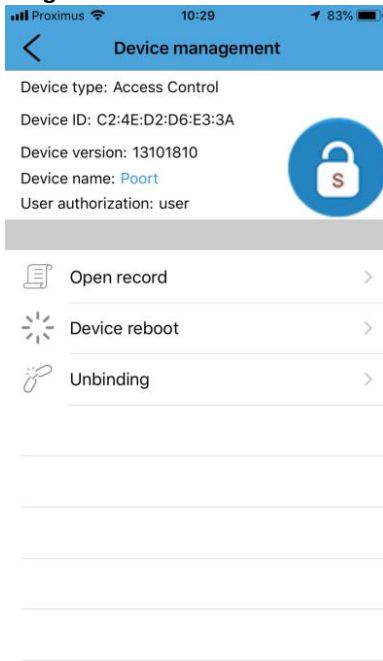 Proximus 10:29 83%
Device management
Device type: Access Control
Device ID: C2:4E:D2:D6:E3:3A
Device version: 13101810
Device name: Poort
User authorization: user
S
Open record
Device reboot
Unbinding